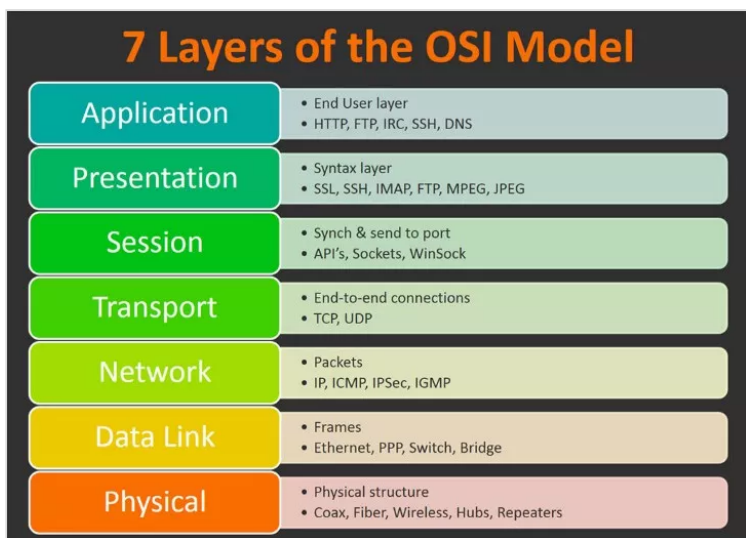 7 Layers of the OSI Model
Application
• End User layer
• HTTP, FTP, IRC, SSH, DNS
Presentation
• Syntax layer
• SSL, SSH, IMAP, FTP, MPEG, JPEG
Session
• Synch & send to port
• API’s, Sockets, WinSock
Transport
• End-to-end connections
• TCP, UDP
Network
• Packets
• IP, ICMP, IPSec, IGMP
Data Link
• Frames
• Ethernet, PPP, Switch, Bridge
Physical
• Physical structure
• Coax, Fiber, Wireless, Hubs, Repeaters